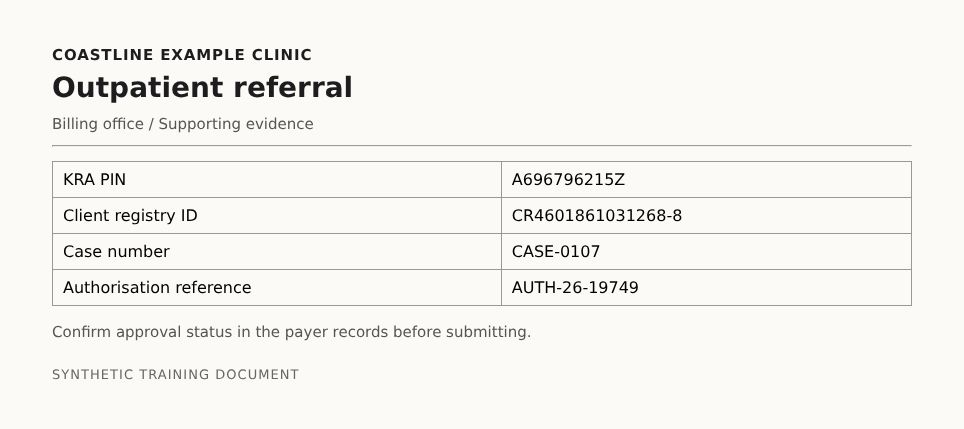 COASTLINE EXAMPLE CLINIC
Outpatient referral
Billing office / Supporting evidence
KRA PIN A696796215Z
Client registry ID CR4601861031268-8
Case number CASE-0107
Authorisation reference AUTH-26-19749
Confirm approval status in the payer records before submitting.
SYNTHETIC TRAINING DOCUMENT